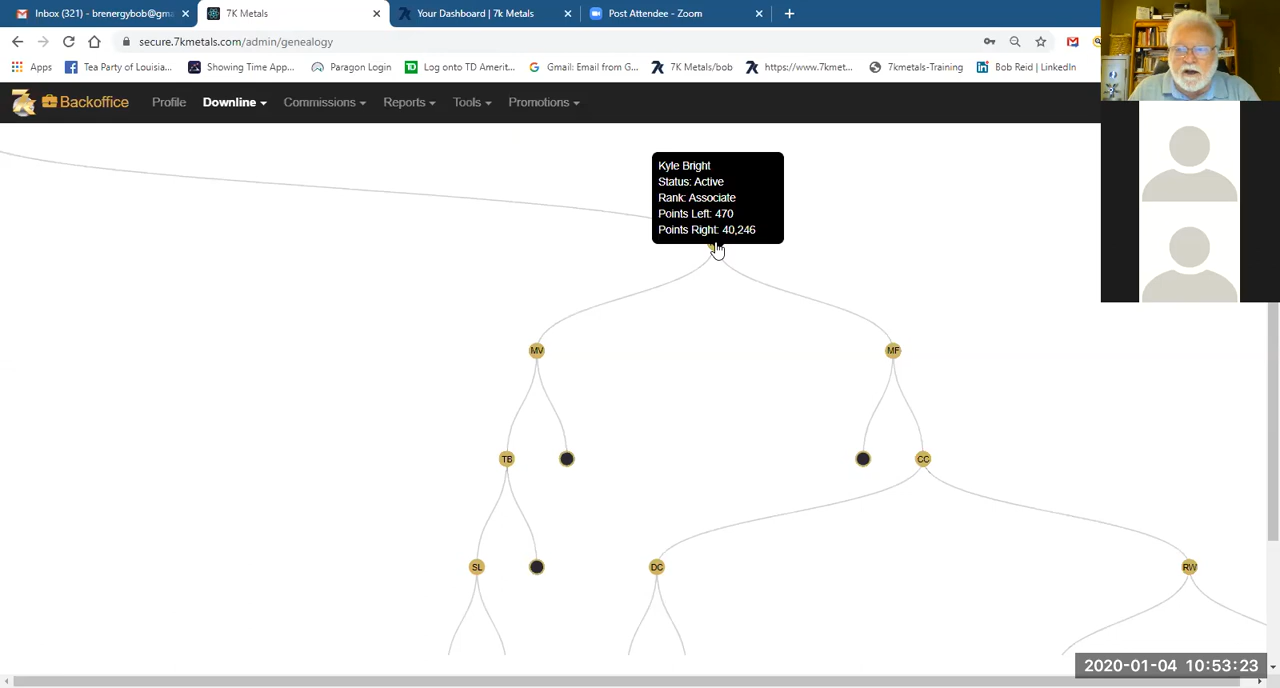 Inbox (321) - brenergybob@gma
7K Metals
Your Dashboard | 7k Metals
Post Attendee - Zoom
secure.7kmetals.com/admin/genealogy
Apps
Tea Party of Louisia...
Showing Time App...
Paragon Login
Log onto TD Amerit...
Gmail: Email from G...
7K Metals/bob
https://www.7kmet...
7kmetals-Training
Bob Reid | LinkedIn
Backoffice
Profile
Downline
Commissions
Reports
Tools
Promotions
Kyle Bright
Status: Active
Rank: Associate
Points Left: 470
Points Right: 40,246
MV
MF
TB
CC
SL
DC
RW
2020-01-04 10:53:23